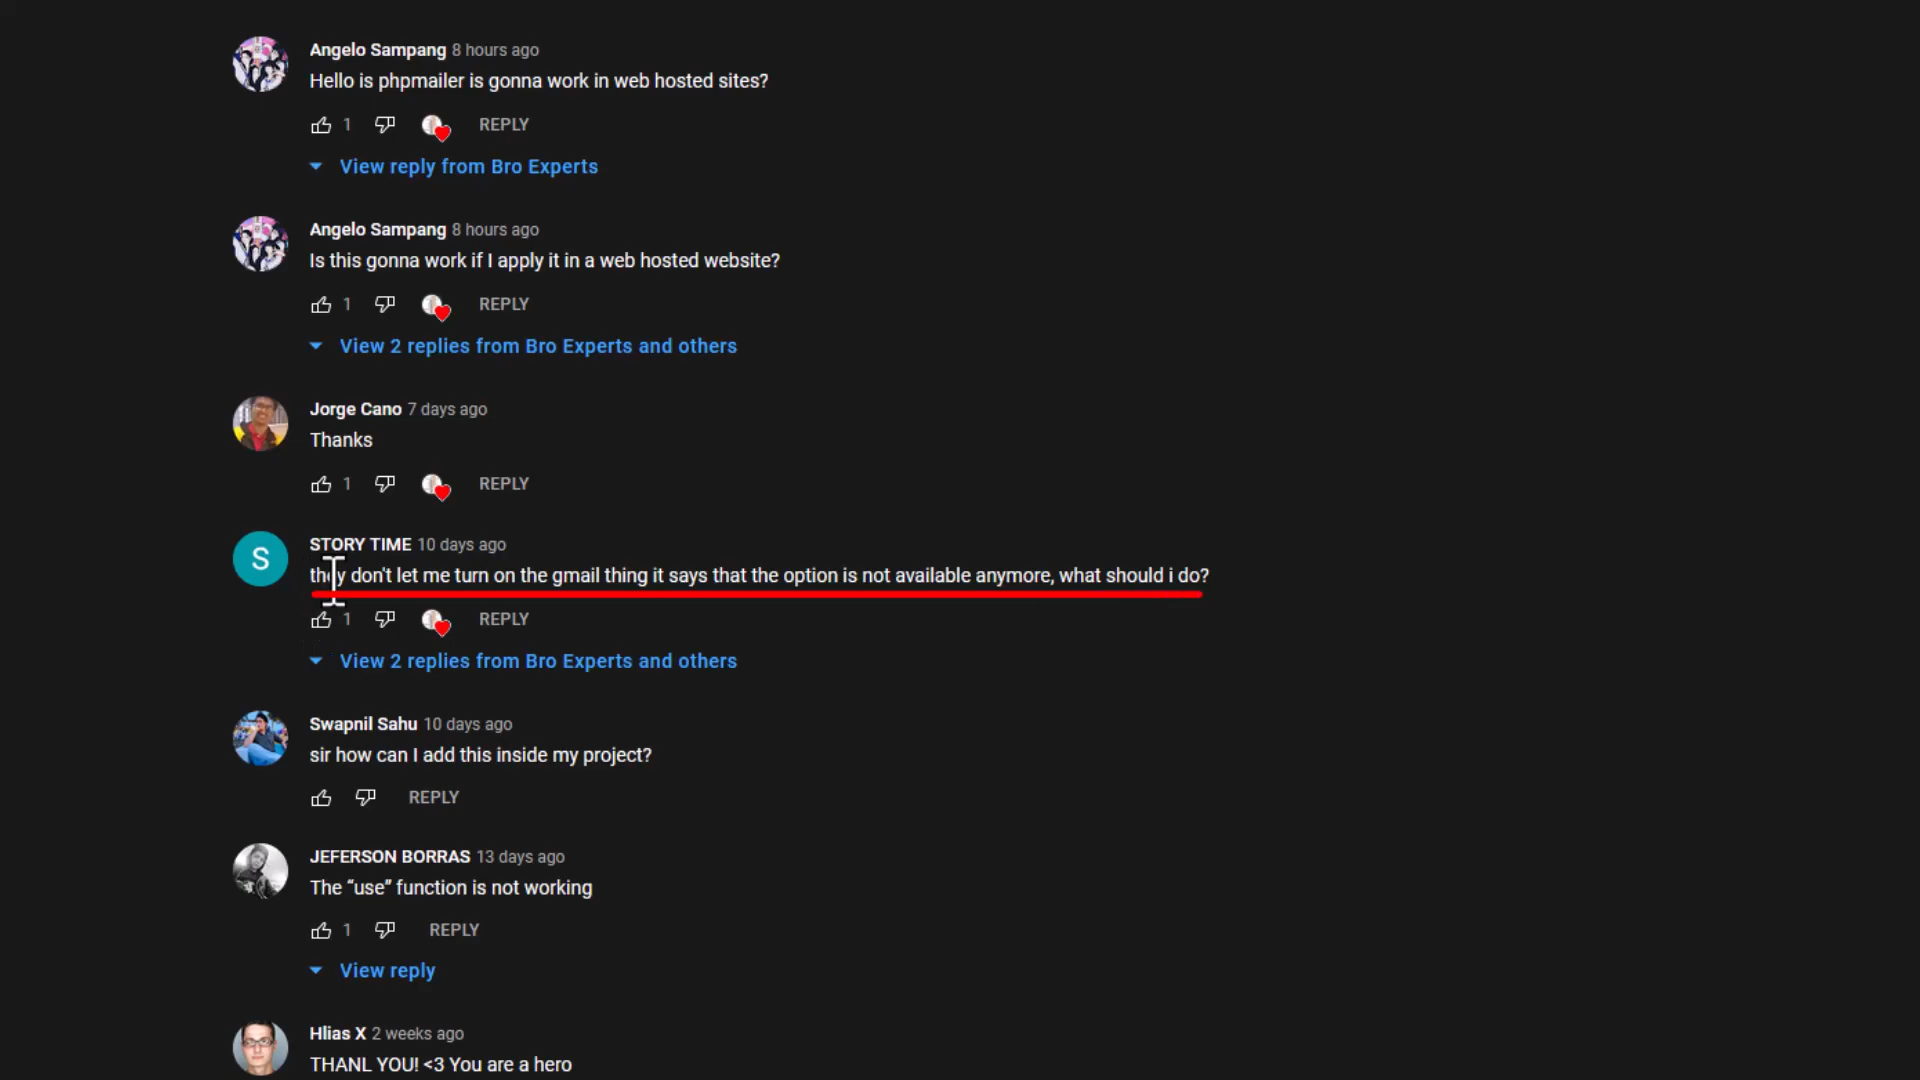 Angelo Sampang 8 hours ago
Hello is phpmailer is gonna work in web hosted sites?
1 REPLY
View reply from Bro Experts
Angelo Sampang 8 hours ago
Is this gonna work if I apply it in a web hosted website?
1 REPLY
View 2 replies from Bro Experts and others
Jorge Cano 7 days ago
Thanks
1 REPLY
S
STORY TIME 10 days ago
they don't let me turn on the gmail thing it says that the option is not available anymore, what should i do?
1 REPLY
View 2 replies from Bro Experts and others
Swapnil Sahu 10 days ago
sir how can I add this inside my project?
REPLY
JEFERSON BORRAS 13 days ago
The “use” function is not working
1 REPLY
View reply
Hlias X 2 weeks ago
THANL YOU! <3 You are a hero